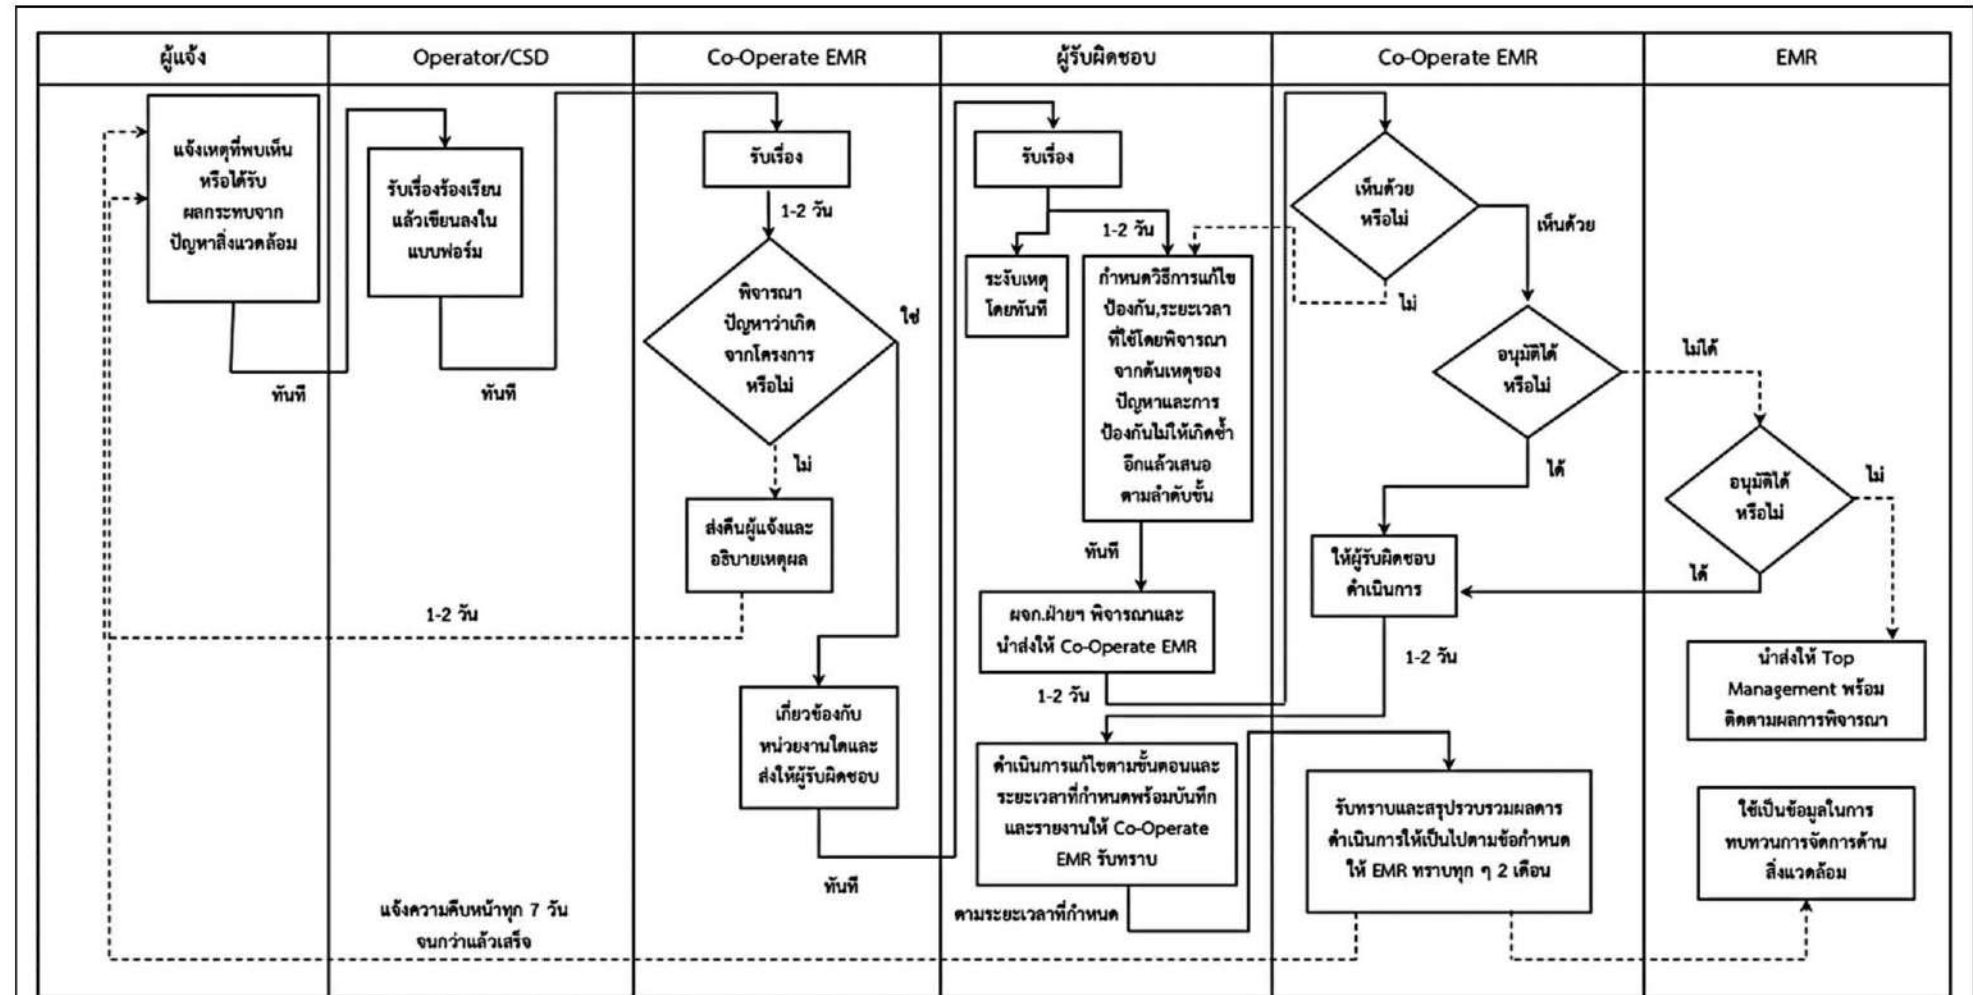 ผู้แจ้ง
Operator/CSD
Co-Operate EMR
ผู้รับผิดชอบ
Co-Operate EMR
EMR
แจ้งเหตุที่พบเห็น
หรือได้รับ
ผลกระทบจาก
ปัญหาสิ่งแวดล้อม
ทันที
รับเรื่องร้องเรียน
แล้วเขียนลงใน
แบบฟอร์ม
ทันที
รับเรื่อง
1-2 วัน
พิจารณา
ปัญหาว่าเกิด
จากโครงการ
หรือไม่
ใช่
ไม่
ส่งคืนผู้แจ้งและ
อธิบายเหตุผล
1-2 วัน
เกี่ยวข้องกับ
หน่วยงานใดและ
ส่งให้ผู้รับผิดชอบ
ทันที
รับเรื่อง
1-2 วัน
ระงับเหตุ
โดยทันที
กำหนดวิธีการแก้ไข
ป้องกัน,ระยะเวลา
ที่ใช้โดยพิจารณา
จากต้นเหตุของ
ปัญหาและการ
ป้องกันไม่ให้เกิดซ้ำ
อีกแล้วเสนอ
ตามลำดับขั้น
ทันที
ผจก.ฝ่ายฯ พิจารณาและ
นำส่งให้ Co-Operate EMR
1-2 วัน
เห็นด้วย
หรือไม่
เห็นด้วย
ไม่
อนุมัติได้
หรือไม่
ไม่ได้
ได้
อนุมัติได้
หรือไม่
ไม่
ได้
ให้ผู้รับผิดชอบ
ดำเนินการ
1-2 วัน
นำส่งให้ Top
Management พร้อม
ติดตามผลการพิจารณา
ดำเนินการแก้ไขตามขั้นตอนและ
ระยะเวลาที่กำหนดพร้อมบันทึก
และรายงานให้ Co-Operate
EMR รับทราบ
ตามระยะเวลาที่กำหนด
รับทราบและสรุปรวบรวมผลดาร
ดำเนินการให้เป็นไปตามข้อกำหนด
ให้ EMR ทราบทุก ๆ 2 เดือน
ใช้เป็นข้อมูลในการ
ทบทวนการจัดการด้าน
สิ่งแวดล้อม
แจ้งความคืบหน้าทุก 7 วัน
จนกว่าแล้วเสร็จ